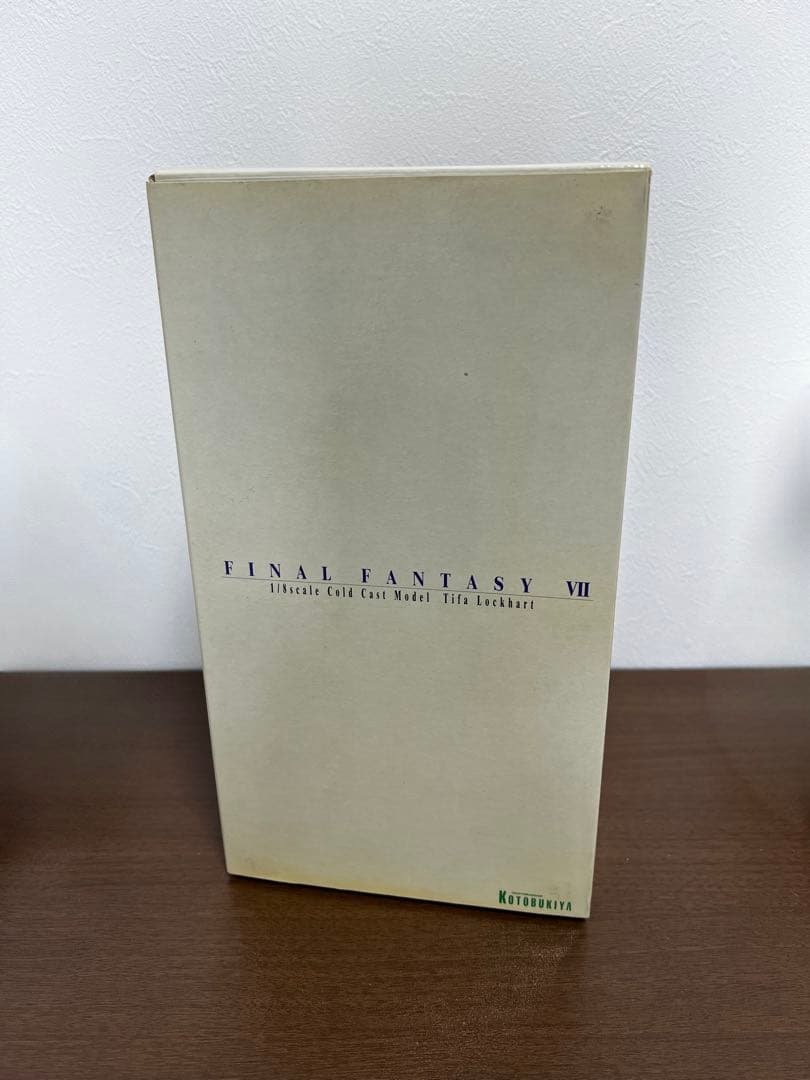 FINAL FANTASY VII
1/8scale Cold Cast Model Tifa Lockhart
KOTOBUKIYA